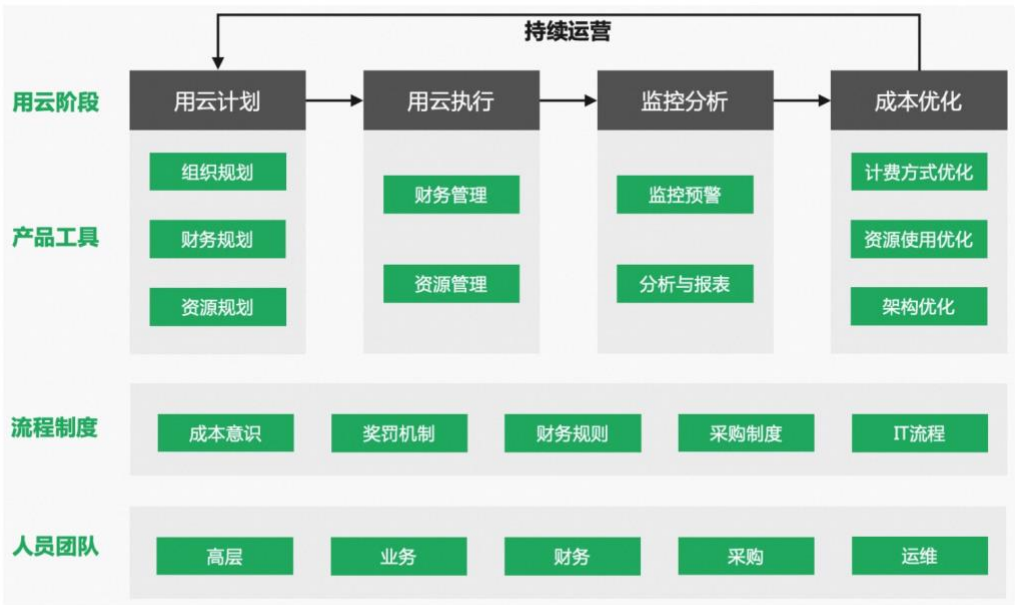 持续运营
用云阶段
用云计划
用云执行
监控分析
成本优化
产品工具
组织规划
财务规划
资源规划
财务管理
资源管理
监控预警
分析与报表
计费方式优化
资源使用优化
架构优化
流程制度
成本意识
奖罚机制
财务规则
采购制度
IT流程
人员团队
高层
业务
财务
采购
运维